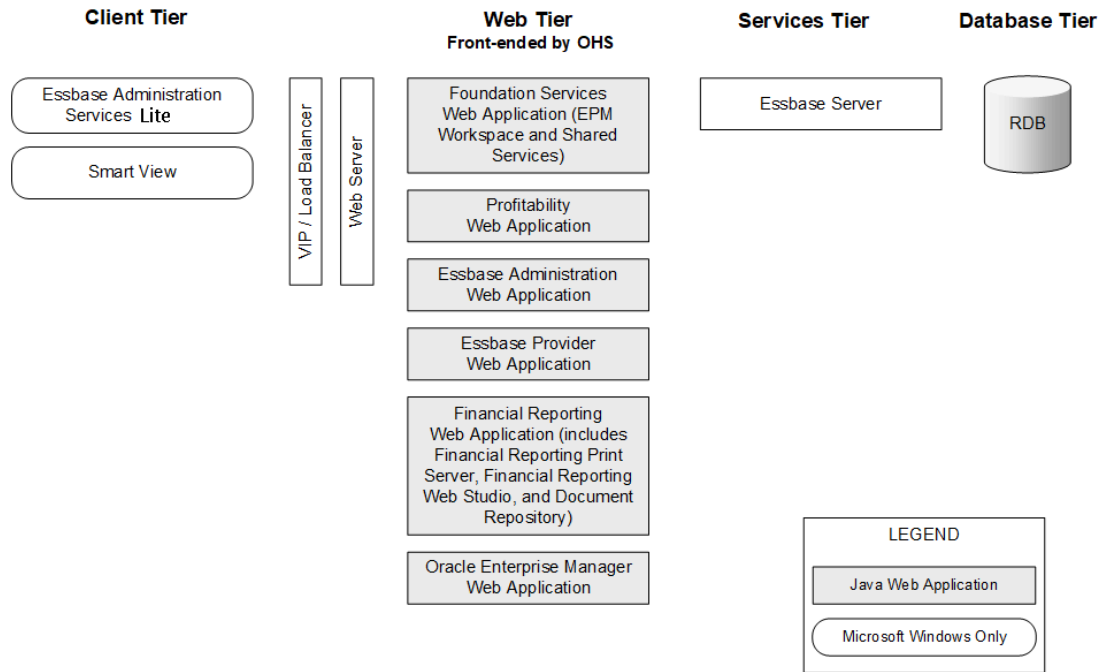 Client Tier
Web Tier
Front-ended by OHS
Services Tier
Database Tier
Essbase Administration
Services Lite
Smart View
VIP / Load Balancer
Web Server
Foundation Services
Web Application (EPM
Workspace and Shared
Services)
Profitability
Web Application
Essbase Administration
Web Application
Essbase Provider
Web Application
Financial Reporting
Web Application (includes
Financial Reporting Print
Server, Financial Reporting
Web Studio, and Document
Repository)
Oracle Enterprise Manager
Web Application
Essbase Server
RDB
LEGEND
Java Web Application
Microsoft Windows Only